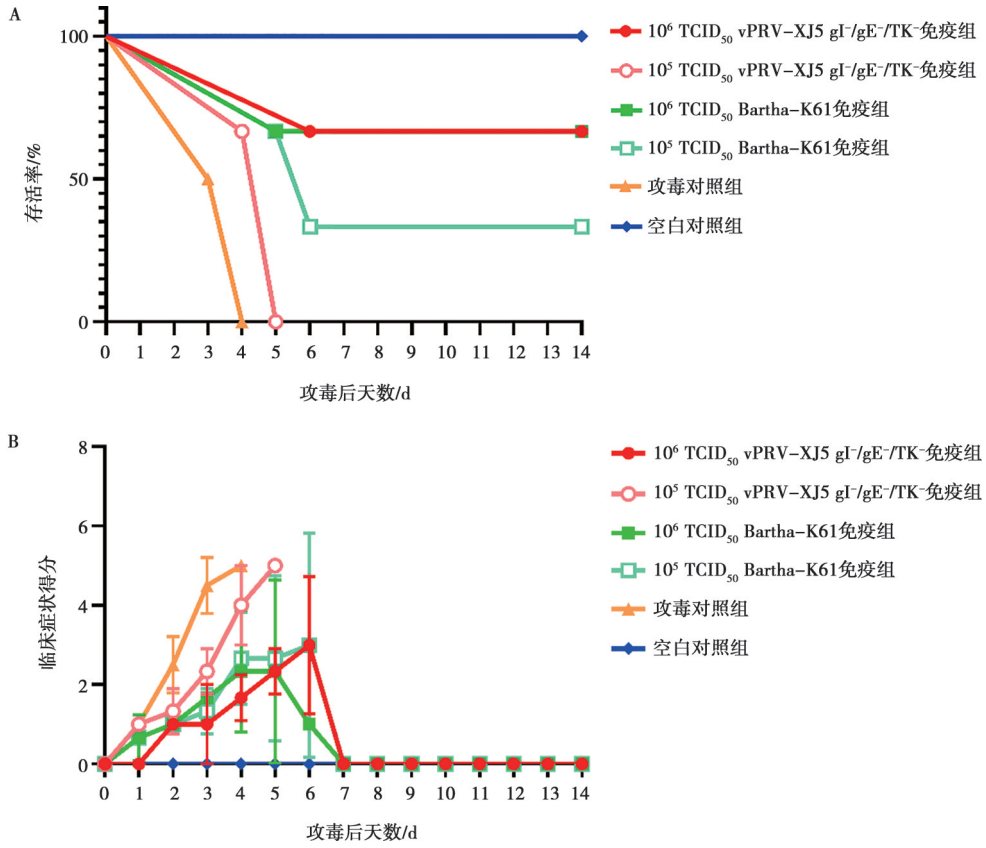 A
100
50
0
存活率/%
0 1 2 3 4 5 6 7 8 9 10 11 12 13 14
攻毒后天数/d
10⁶ TCID₅₀ vPRV-XJ5 gI⁻/gE⁻/TK⁻免疫组
10⁵ TCID₅₀ vPRV-XJ5 gI⁻/gE⁻/TK⁻免疫组
10⁶ TCID₅₀ Bartha-K61免疫组
10⁵ TCID₅₀ Bartha-K61免疫组
攻毒对照组
空白对照组
B
8
6
4
2
0
临床症状得分
0 1 2 3 4 5 6 7 8 9 10 11 12 13 14
攻毒后天数/d
10⁶ TCID₅₀ vPRV-XJ5 gI⁻/gE⁻/TK⁻免疫组
10⁵ TCID₅₀ vPRV-XJ5 gI⁻/gE⁻/TK⁻免疫组
10⁶ TCID₅₀ Bartha-K61免疫组
10⁵ TCID₅₀ Bartha-K61免疫组
攻毒对照组
空白对照组